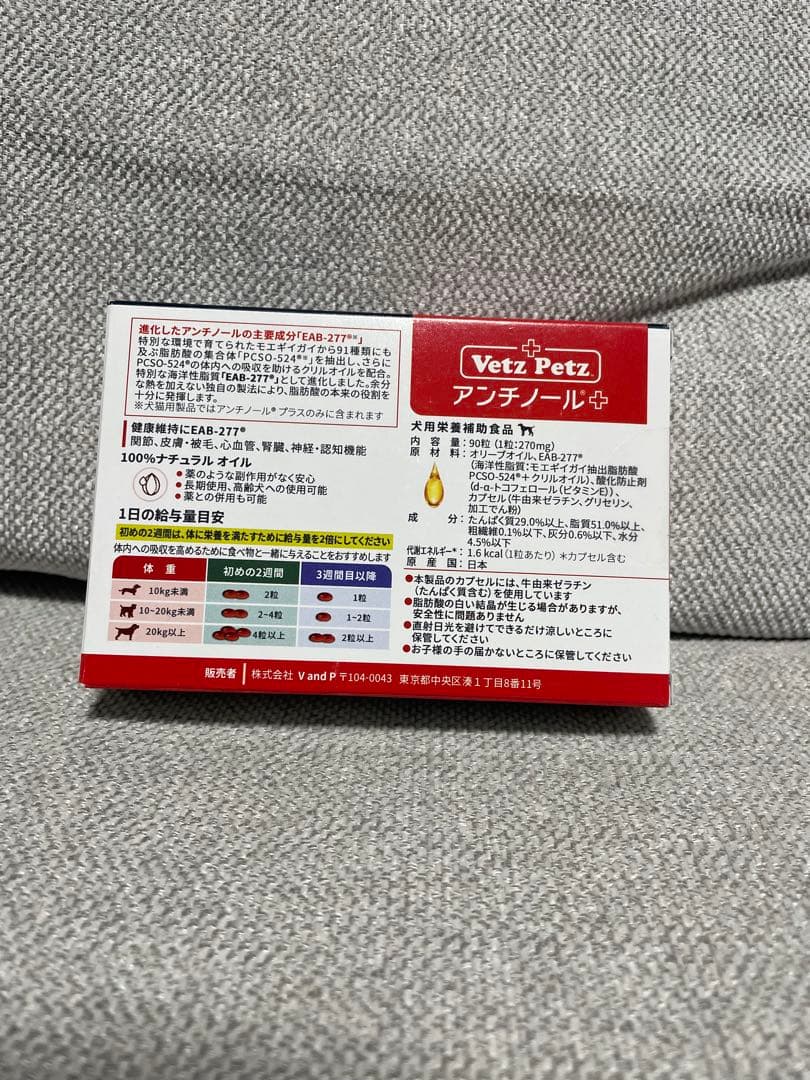 進化したアンチノールの主要成分「EAB-277®※」
特別な環境で育てられたモエギイガイから91種類にも
及ぶ脂肪酸の集合体「PCSO-524®」を抽出し、さらに
PCSO-524®の体内への吸収を助けるクリルオイルを配合。
特別な海洋性脂質「EAB-277®」として進化しました。余分
な熱を加えない独自の製法により、脂肪酸の本来の役割を
十分に発揮します。
※犬猫用製品ではアンチノール® プラスのみに含まれます
健康維持にEAB-277®
関節、皮膚・被毛、心血管、腎臓、神経・認知機能
100%ナチュラル オイル
●薬のような副作用がなく安心
●長期使用、高齢犬への使用可能
●薬との併用も可能
1日の給与量目安
初めの2週間は、体に栄養を満たすために給与量を2倍にしてください
体内への吸収を高めるために食べ物と一緒に与えることをおすすめします
体 重 初めの2週間 3週間目以降
10kg未満 2粒 1粒
10~20kg未満 2~4粒 1~2粒
20kg以上 4粒以上 2粒以上
Vetz Petz
アンチノール®+
犬用栄養補助食品
内 容 量:90粒(1粒:270mg)
原 材 料:オリーブオイル、EAB-277®
(海洋性脂質:モエギイガイ抽出脂肪酸
PCSO-524®+クリルオイル)、酸化防止剤
(d-α-トコフェロール(ビタミンE))、
カプセル(牛由来ゼラチン、グリセリン、
加工でん粉)
成 分:たんぱく質29.0%以上、脂質51.0%以上、
粗繊維0.1%以下、灰分0.6%以下、水分
4.5%以下
代謝エネルギー*:1.6 kcal(1粒あたり) *カプセル含む
原 産 国:日本
●本製品のカプセルには、牛由来ゼラチン
(たんぱく質含む)を使用しています
●脂肪酸の白い結晶が生じる場合がありますが、
安全性に問題ありません
●直射日光を避けてできるだけ涼しいところに
保管してください
●お子様の手の届かないところに保管してください
販売者 株式会社 V and P 〒104-0043 東京都中央区湊1丁目8番11号